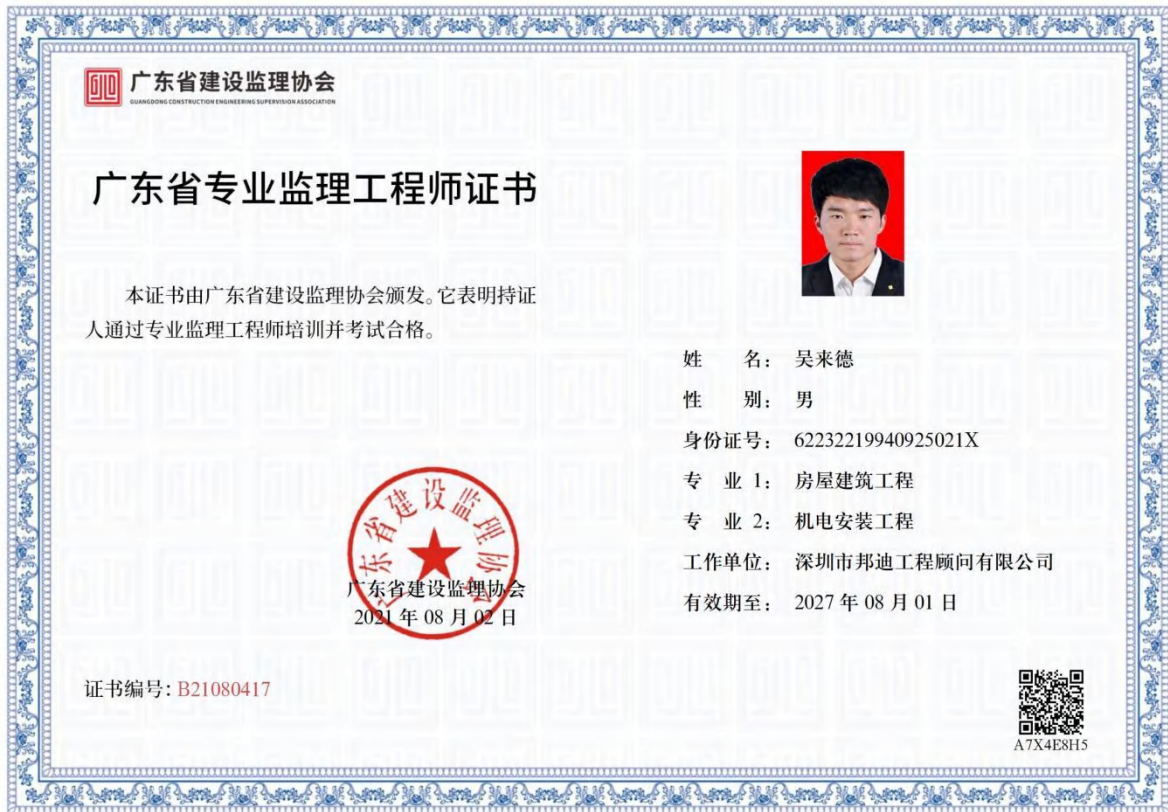 广东省建设监理协会
GUANGDONG CONSTRUCTION ENGINEERING SUPERVISION ASSOCIATION
广东省专业监理工程师证书
本证书由广东省建设监理协会颁发。它表明持证
人通过专业监理工程师培训并考试合格。
广东省建设监理协会
广东省建设监理协会
2021 年 08 月 02 日
证书编号: B21080417
姓 名: 吴来德
性 别: 男
身份证号: 62232219940925021X
专 业 1: 房屋建筑工程
专 业 2: 机电安装工程
工作单位: 深圳市邦迪工程顾问有限公司
有效期至: 2027 年 08 月 01 日
A7X4E8H5